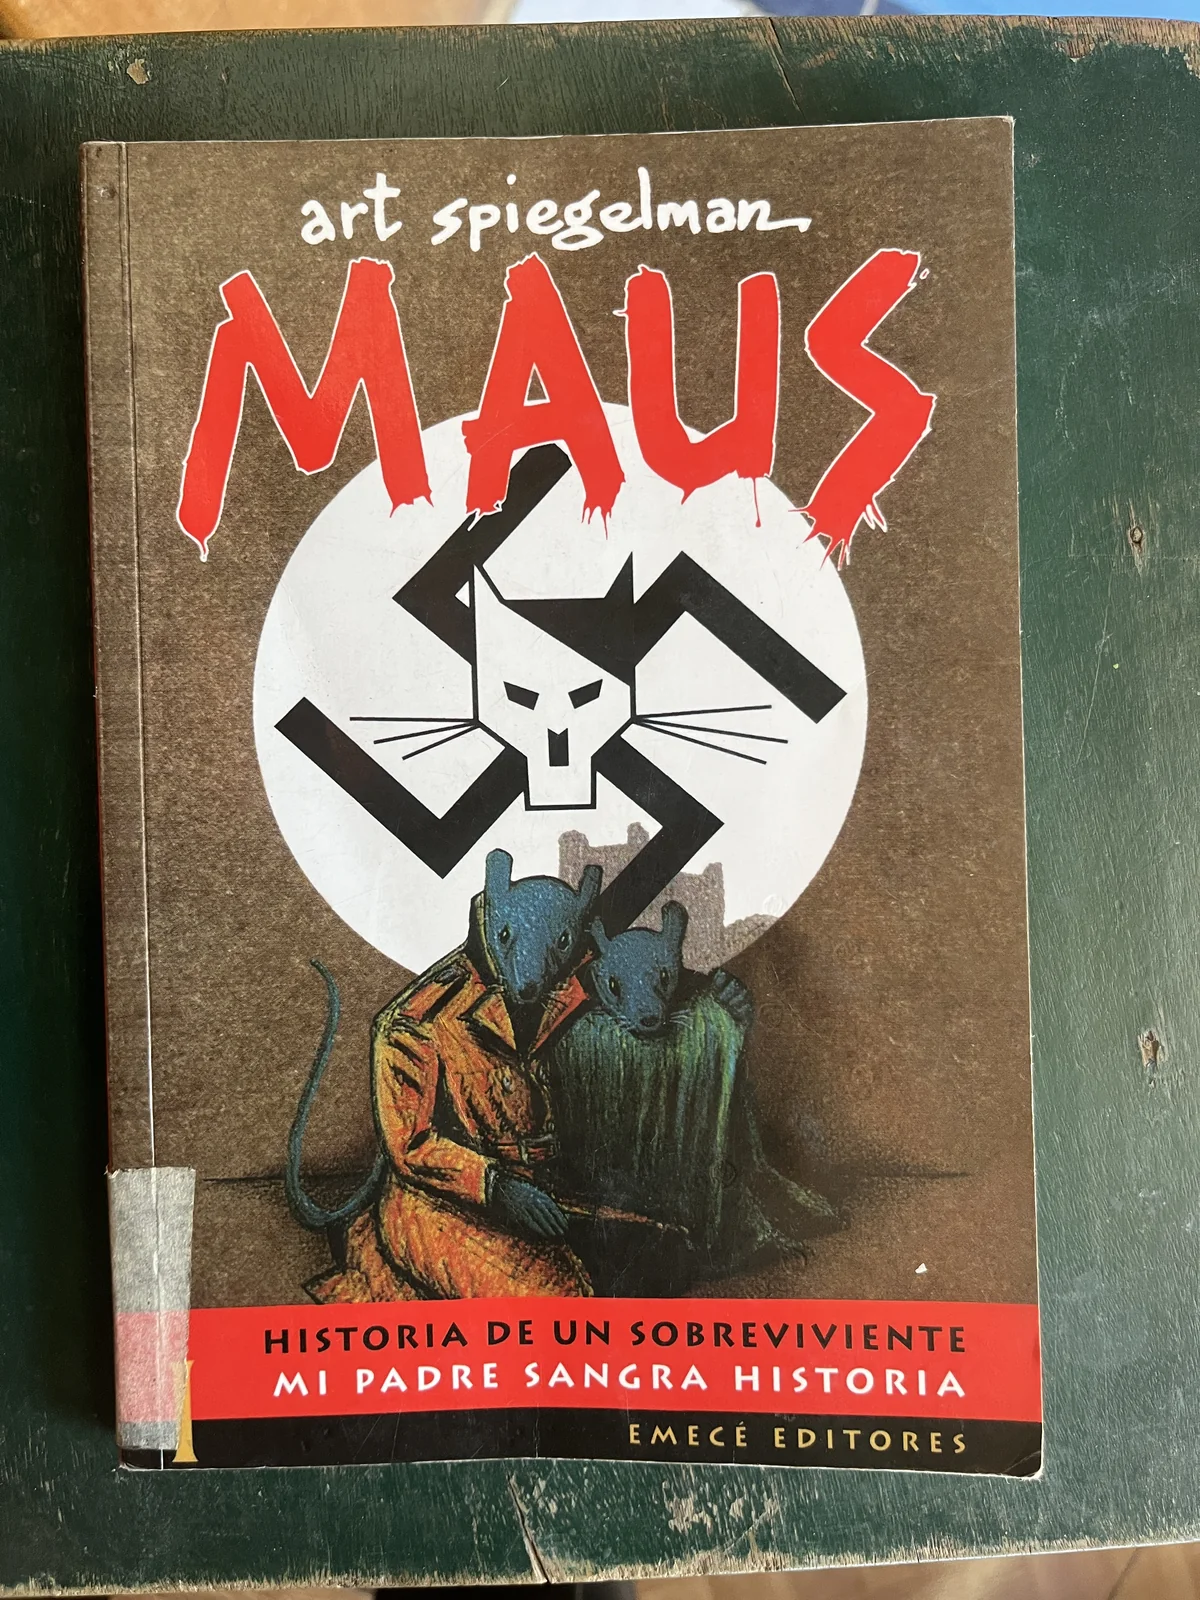 art spiegelman
MAUS
HISTORIA DE UN SOBREVIVIENTE
MI PADRE SANGRA HISTORIA
EMECÉ EDITORES